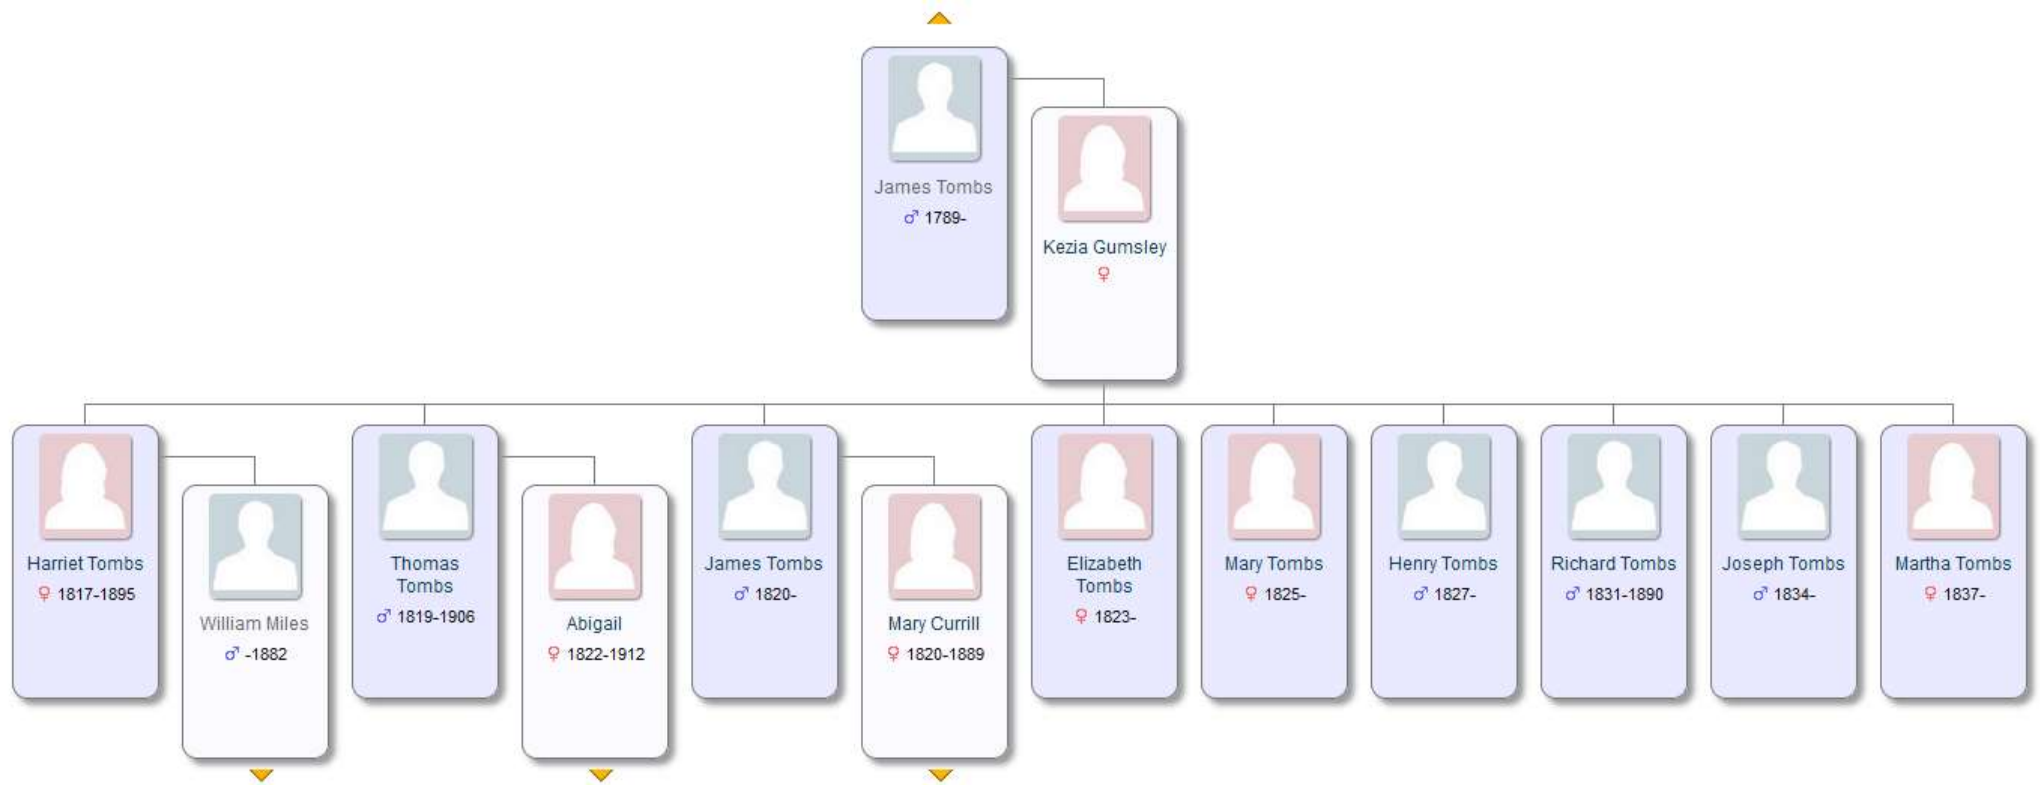 James Tombs
♂ 1789-
Kezia Gumsley
♀
Harriet Tombs
♀ 1817-1895
William Miles
♂ -1882
Thomas
Tombs
♂ 1819-1906
Abigail
♀ 1822-1912
James Tombs
♂ 1820-
Mary Currill
♀ 1820-1889
Elizabeth
Tombs
♀ 1823-
Mary Tombs
♀ 1825-
Henry Tombs
♂ 1827-
Richard Tombs
♂ 1831-1890
Joseph Tombs
♂ 1834-
Martha Tombs
♀ 1837-